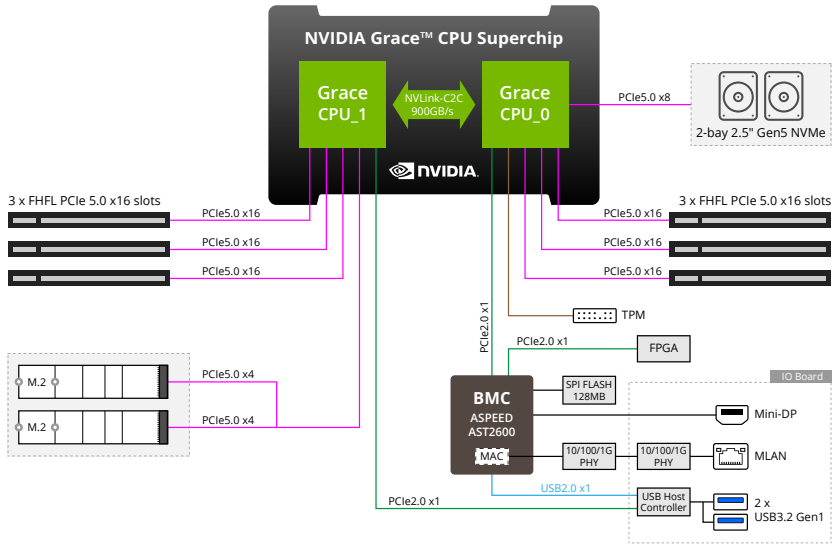 NVIDIA Grace™ CPU Superchip
Grace
CPU_1
NVLink-C2C
900GB/s
Grace
CPU_0
PCIe5.0 x8
2-bay 2.5" Gen5 NVMe
NVIDIA.
3 x FHFL PCIe 5.0 x16 slots
PCIe5.0 x16
PCIe5.0 x16
PCIe5.0 x16
3 x FHFL PCIe 5.0 x16 slots
PCIe5.0 x16
PCIe5.0 x16
PCIe5.0 x16
PCIe2.0 x1
TPM
PCIe2.0 x1
FPGA
M.2
PCIe5.0 x4
M.2
PCIe5.0 x4
IO Board
BMC
ASPEED
AST2600
MAC
SPI FLASH
128MB
Mini-DP
10/100/1G
PHY
10/100/1G
PHY
MLAN
USB2.0 x1
PCIe2.0 x1
USB Host
Controller
2 x
USB3.2 Gen1